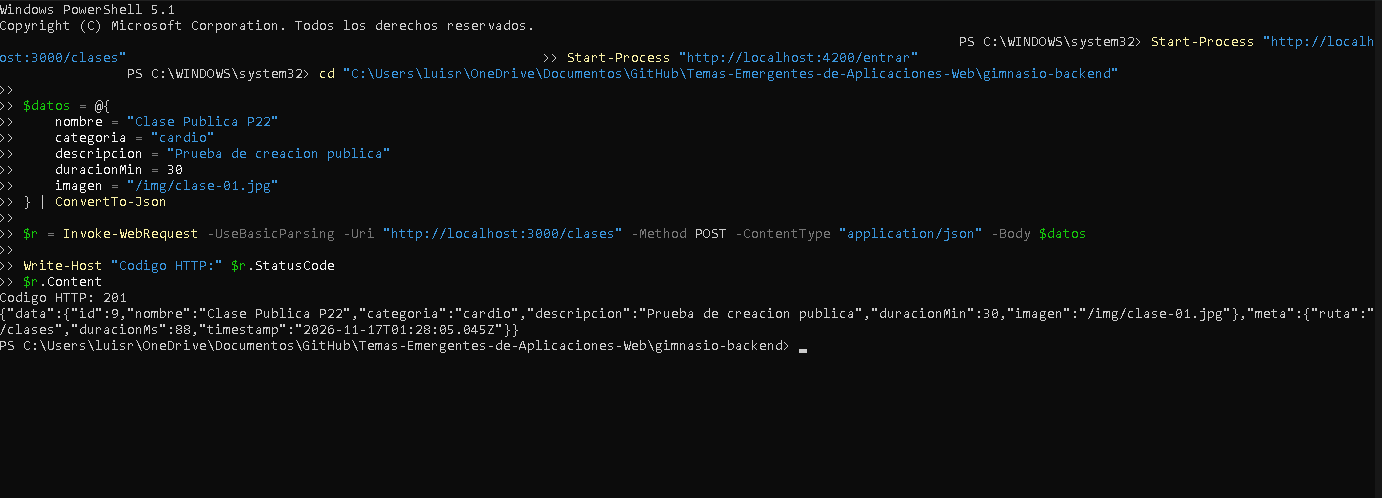 Windows PowerShell 5.1
Copyright (C) Microsoft Corporation. Todos los derechos reservados.
PS C:\WINDOWS\system32> Start-Process "http://localh
ost:3000/clases" >> Start-Process "http://localhost:4200/entrar"
PS C:\WINDOWS\system32> cd "C:\Users\luisr\OneDrive\Documentos\GitHub\Temas-Emergentes-de-Aplicaciones-Web\gimnasio-backend"
>>
>> $datos = @{
>>     nombre = "Clase Publica P22"
>>     categoria = "cardio"
>>     descripcion = "Prueba de creacion publica"
>>     duracionMin = 30
>>     imagen = "/img/clase-01.jpg"
>> } | ConvertTo-Json
>>
>> $r = Invoke-WebRequest -UseBasicParsing -Uri "http://localhost:3000/clases" -Method POST -ContentType "application/json" -Body $datos
>>
>> Write-Host "Codigo HTTP:" $r.StatusCode
>> $r.Content
Codigo HTTP: 201
{"data":{"id":9,"nombre":"Clase Publica P22","categoria":"cardio","descripcion":"Prueba de creacion publica","duracionMin":30,"imagen":"/img/clase-01.jpg"},"meta":{"ruta":"
/clases","duracionMs":88,"timestamp":"2026-11-17T01:28:05.045Z"}}
PS C:\Users\luisr\OneDrive\Documentos\GitHub\Temas-Emergentes-de-Aplicaciones-Web\gimnasio-backend>